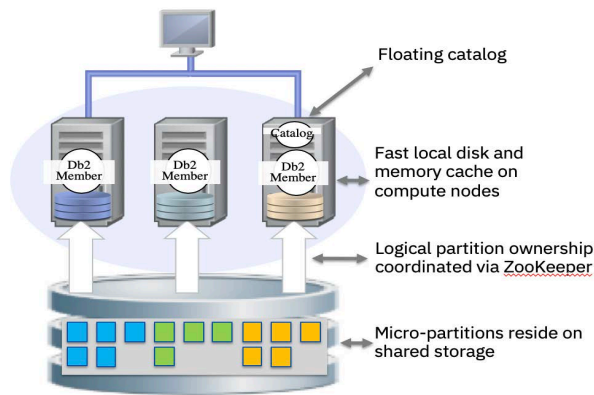 Floating catalog
Catalog
Db2
Member
Db2
Member
Db2
Member
Fast local disk and
memory cache on
compute nodes
Logical partition ownership
coordinated via ZooKeeper
Micro-partitions reside on
shared storage